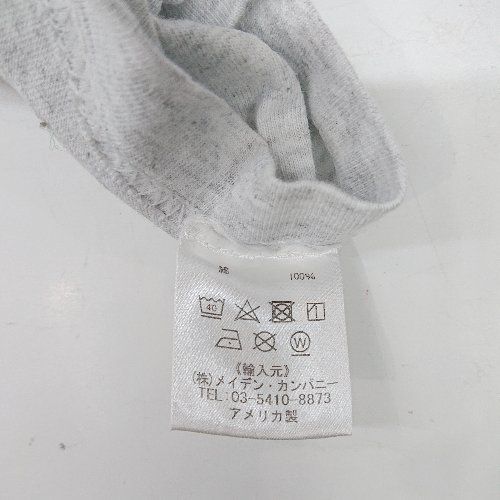 綿 100%
40
W
《輸入元》
(株)メイデン・カンパニー
TEL:03-5410-8873
アメリカ製